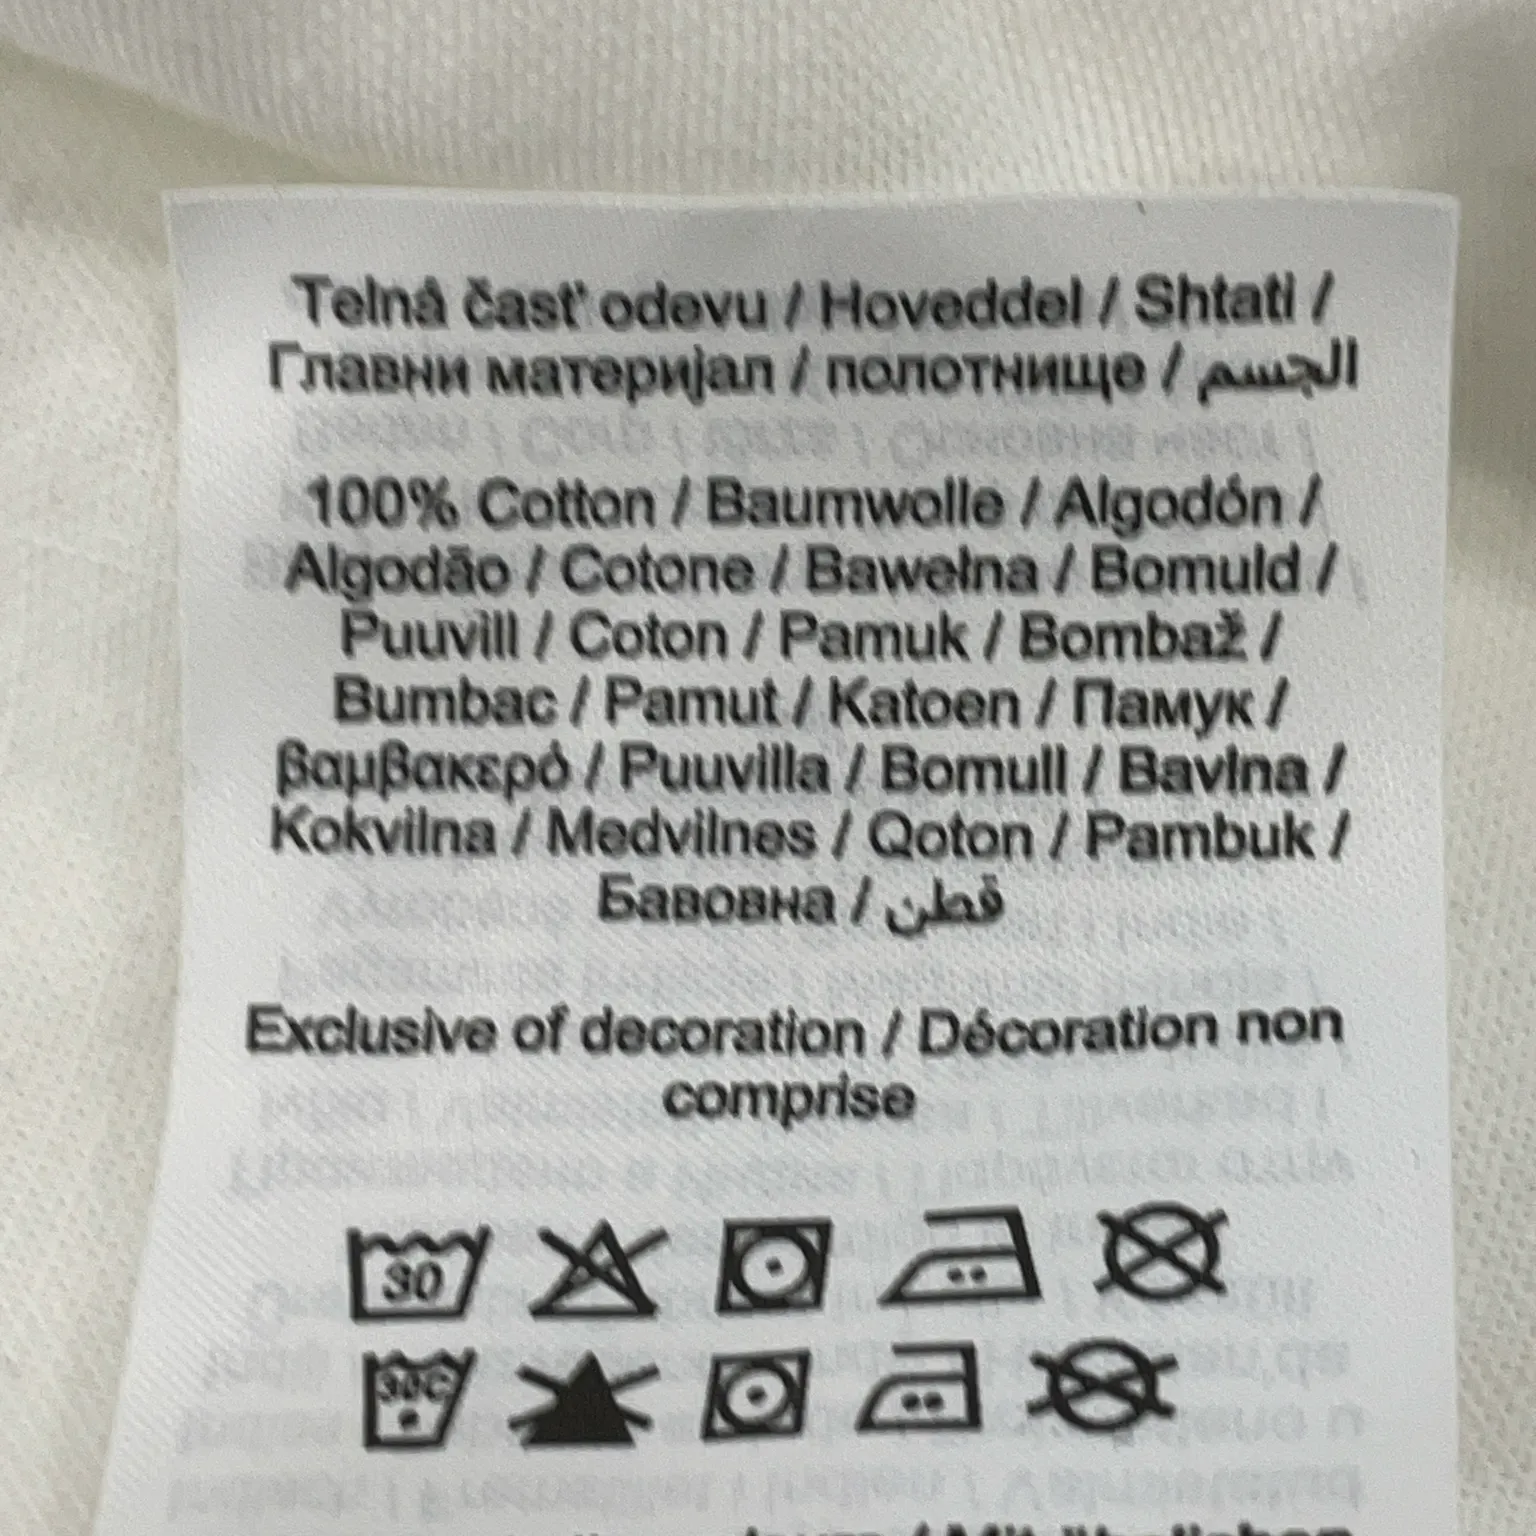 Telná časť odevu / Hoveddel / Shtati /
Главни материјал / полотнище / الجسم
100% Cotton / Baumwolle / Algodón /
Algodão / Cotone / Bawełna / Bomuld /
Puuvill / Coton / Pamuk / Bombaž /
Bumbac / Pamut / Katoen / Памук /
βαμβακερό / Puuvilla / Bomull / Bavlna /
Kokvilna / Medvilnes / Qoton / Pambuk /
Бавовна / قطن
Exclusive of decoration / Décoration non
comprise
30
30C